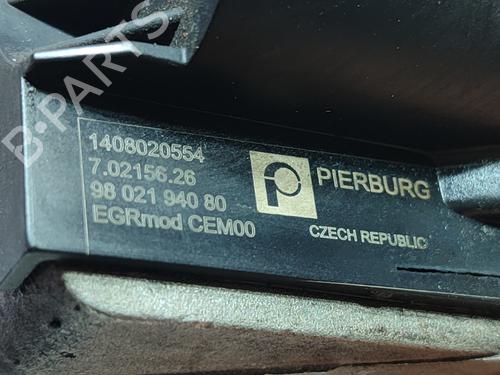 B-PARTS
1408020554
7.02156.26
98 021 940 80
EGRmod CEM00
PIERBURG
CZECH REPUBLIC